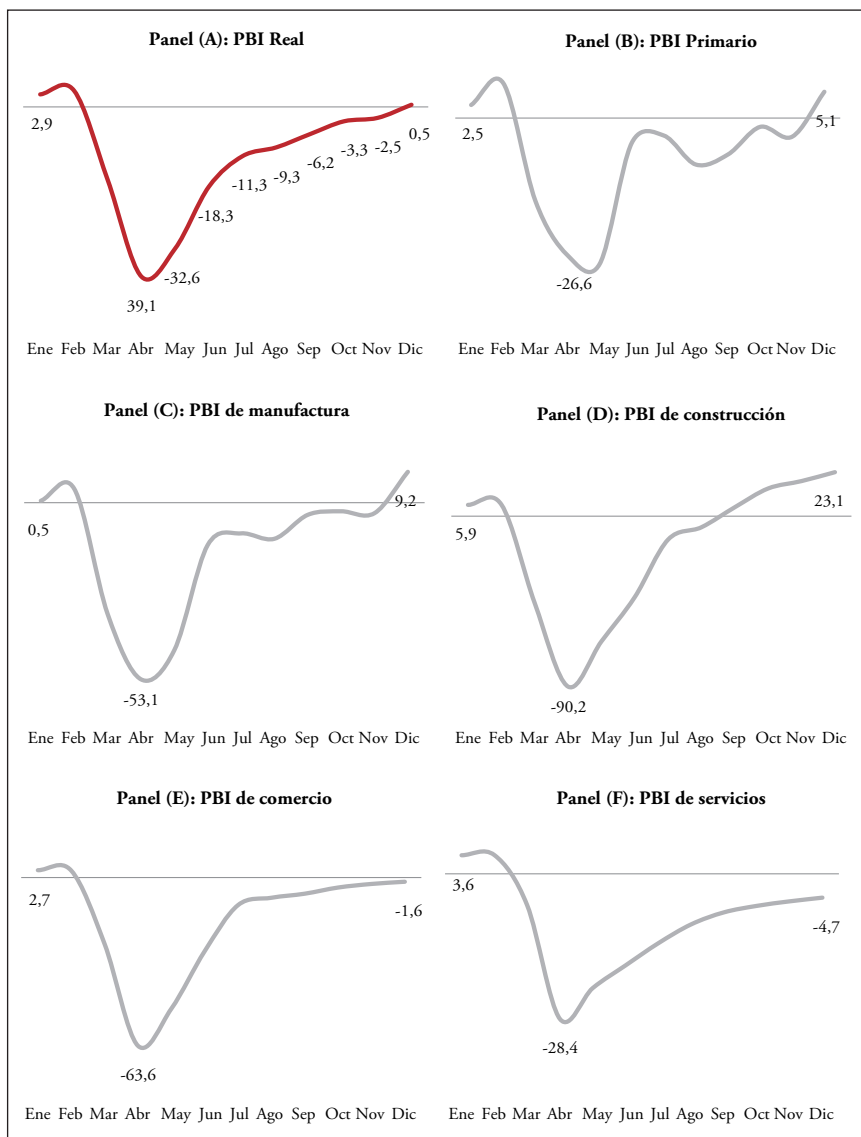 Panel (A): PBI Real
2,9
0,5
-2,5
-3,3
-6,2
-9,3
-11,3
-18,3
-32,6
39,1
Ene Feb Mar Abr May Jun Jul Ago Sep Oct Nov Dic
Panel (B): PBI Primario
2,5
5,1
-26,6
Ene Feb Mar Abr May Jun Jul Ago Sep Oct Nov Dic
Panel (C): PBI de manufactura
0,5
9,2
-53,1
Ene Feb Mar Abr May Jun Jul Ago Sep Oct Nov Dic
Panel (D): PBI de construcción
5,9
23,1
-90,2
Ene Feb Mar Abr May Jun Jul Ago Sep Oct Nov Dic
Panel (E): PBI de comercio
2,7
-1,6
-63,6
Ene Feb Mar Abr May Jun Jul Ago Sep Oct Nov Dic
Panel (F): PBI de servicios
3,6
-4,7
-28,4
Ene Feb Mar Abr May Jun Jul Ago Sep Oct Nov Dic